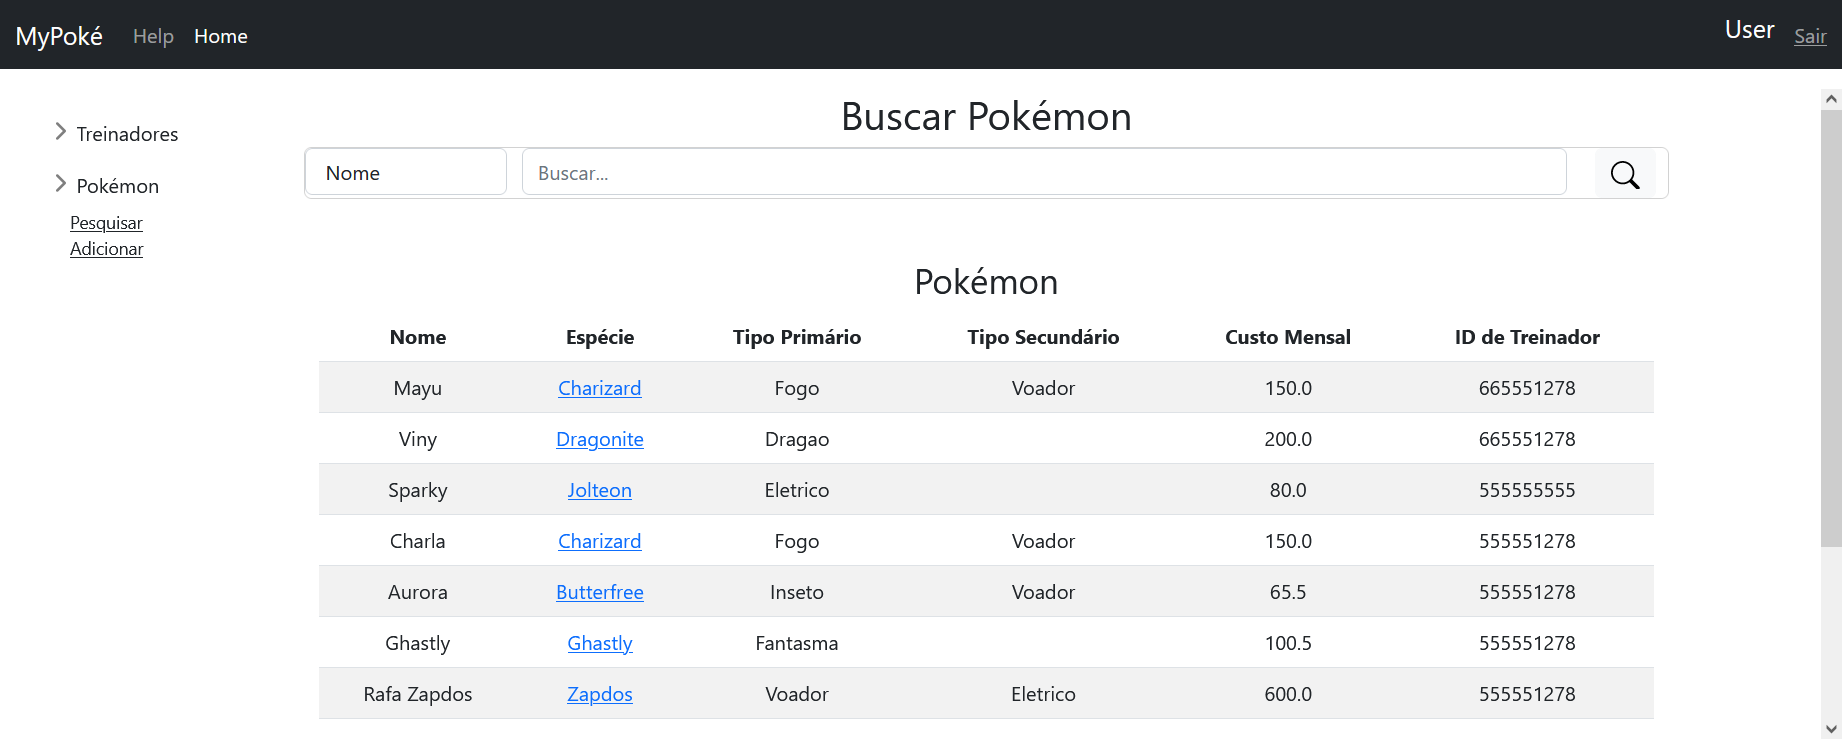 MyPoké Help Home User Sair
Treinadores
Pokémon
Pesquisar
Adicionar
Buscar Pokémon
Nome Buscar...
Pokémon
Nome Espécie Tipo Primário Tipo Secundário Custo Mensal ID de Treinador
Mayu Charizard Fogo Voador 150.0 665551278
Viny Dragonite Dragao 200.0 665551278
Sparky Jolteon Eletrico 80.0 555555555
Charla Charizard Fogo Voador 150.0 555551278
Aurora Butterfree Inseto Voador 65.5 555551278
Ghastly Ghastly Fantasma 100.5 555551278
Rafa Zapdos Zapdos Voador Eletrico 600.0 555551278